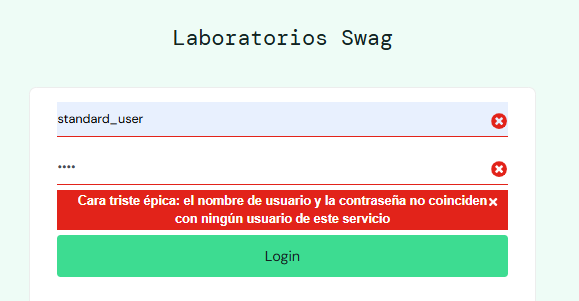 Laboratorios Swag
standard_user
••••
Cara triste épica: el nombre de usuario y la contraseña no coinciden
con ningún usuario de este servicio
Login